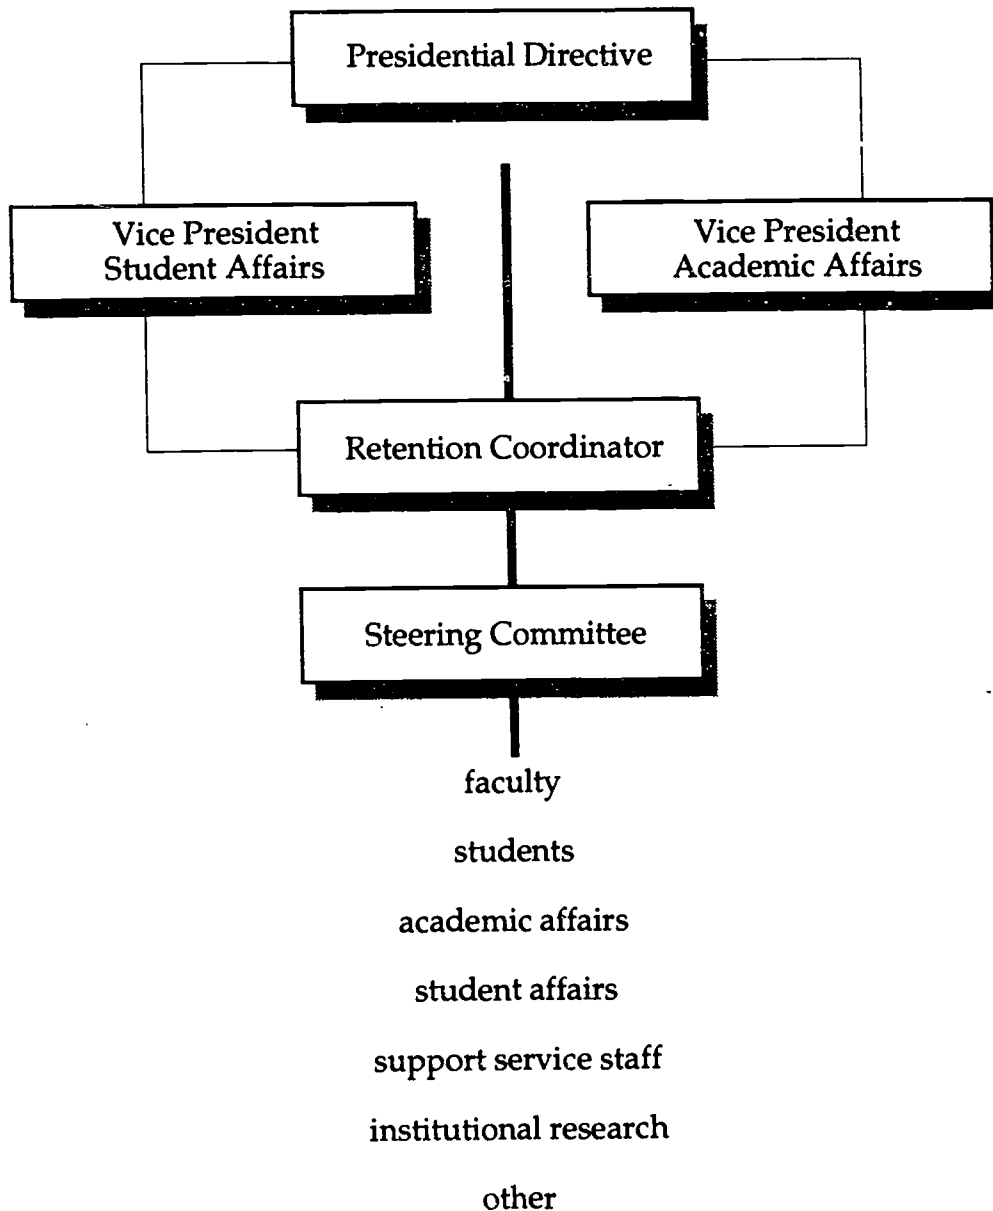 Presidential Directive
Vice President
Student Affairs
Vice President
Academic Affairs
Retention Coordinator
Steering Committee
faculty
students
academic affairs
student affairs
support service staff
institutional research
other